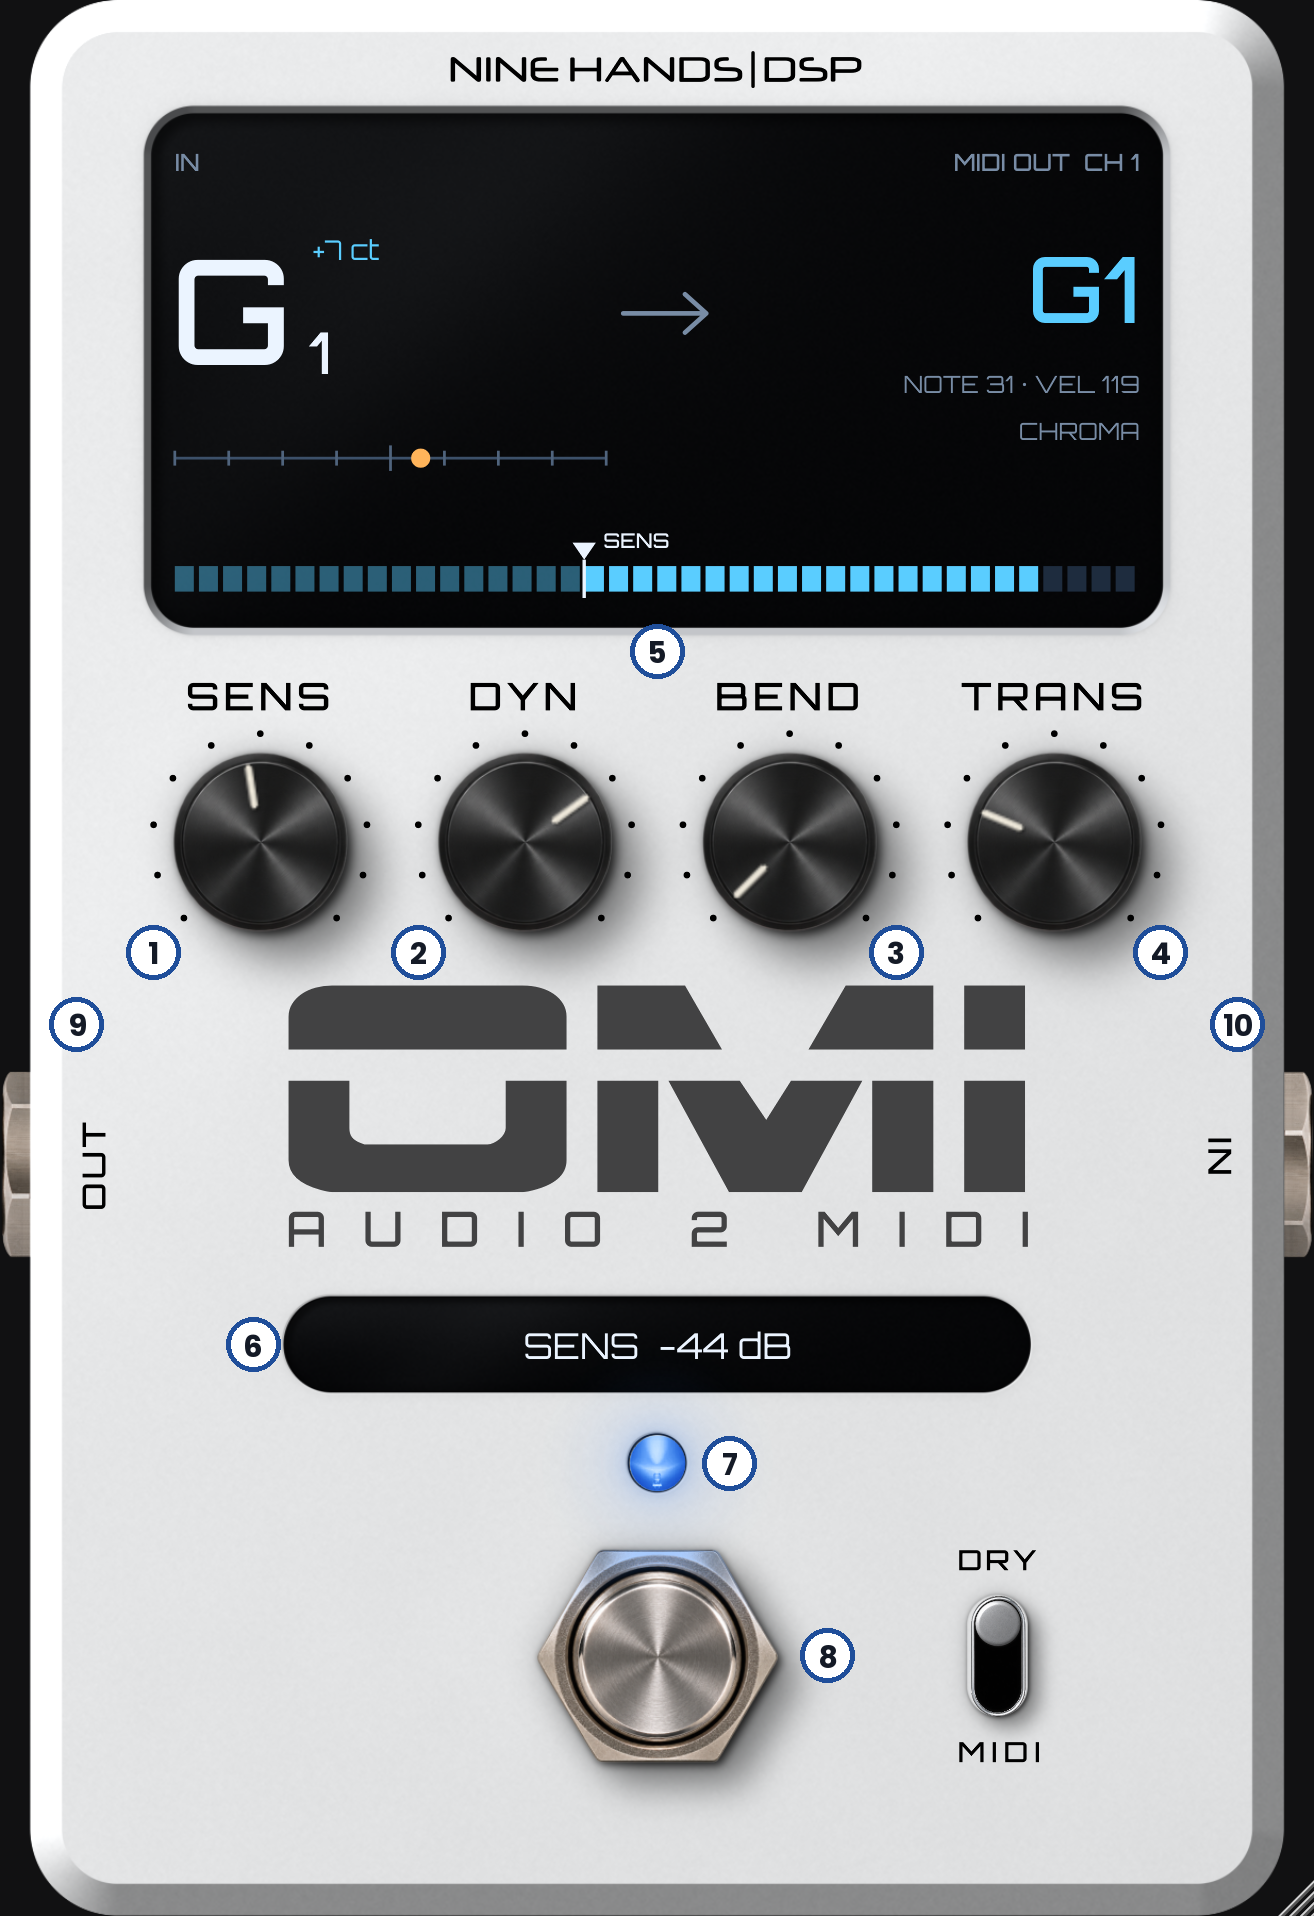 NINE HANDS|DSP
IN
MIDI OUT CH 1
+7 ct
G1
G1
NOTE 31 · VEL 119
CHROMA
SENS
5
SENS DYN BEND TRANS
1 2 3 4
9 10
OUT
IN
OMI
AUDIO 2 MIDI
6
SENS -44 dB
7
DRY
8
MIDI